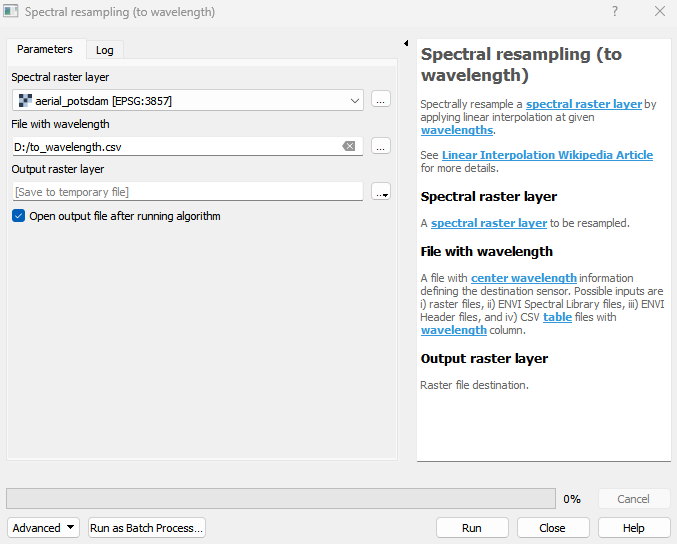 Spectral resampling (to wavelength)
?
Parameters
Log
Spectral raster layer
aerial_potsdam [EPSG:3857]
...
File with wavelength
D:/to_wavelength.csv
...
Output raster layer
[Save to temporary file]
...
Open output file after running algorithm
Spectral resampling (to
wavelength)
Spectrally resample a spectral raster layer by
applying linear interpolation at given
wavelengths.
See Linear Interpolation Wikipedia Article
for more details.
Spectral raster layer
A spectral raster layer to be resampled.
File with wavelength
A file with center wavelength information
defining the destination sensor. Possible inputs are
i) raster files, ii) ENVI Spectral Library files, iii) ENVI
Header files, and iv) CSV table files with
wavelength column.
Output raster layer
Raster file destination.
0%
Cancel
Advanced
Run as Batch Process...
Run
Close
Help